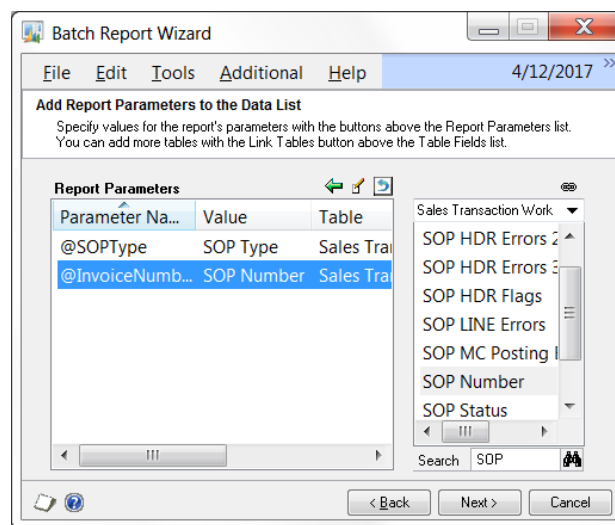 Batch Report Wizard
File Edit Tools Additional Help 4/12/2017 »
Add Report Parameters to the Data List
Specify values for the report's parameters with the buttons above the Report Parameters list.
You can add more tables with the Link Tables button above the Table Fields list.
Report Parameters
Parameter Na... Value Table
@SOPType SOP Type Sales Tra
@InvoiceNumb... SOP Number Sales Tra
Sales Transaction Work
SOP HDR Errors 2
SOP HDR Errors 3
SOP HDR Flags
SOP LINE Errors
SOP MC Posting
SOP Number
SOP Status
Search SOP
< Back Next > Cancel